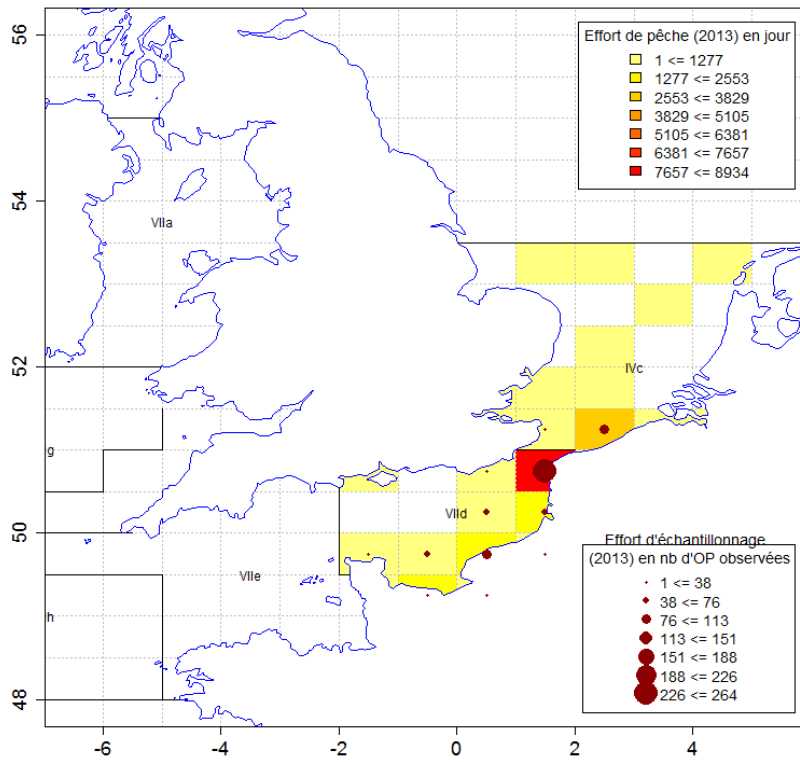 Effort de pêche (2013) en jour
1 <= 1277
1277 <= 2553
2553 <= 3829
3829 <= 5105
5105 <= 6381
6381 <= 7657
7657 <= 8934
56
54
52
50
48
VIIa
IVc
g
VIId
VIIe
h
Effort d'échantillonnage
(2013) en nb d'OP observées
1 <= 38
38 <= 76
76 <= 113
113 <= 151
151 <= 188
188 <= 226
226 <= 264
-6 -4 -2 0 2 4